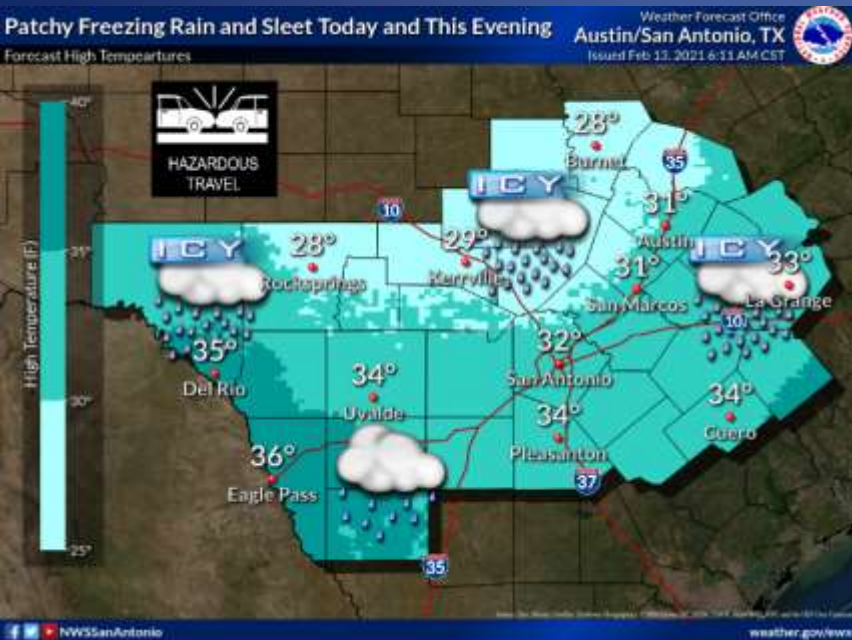 Patchy Freezing Rain and Sleet Today and This Evening
Weather Forecast Office
Austin/San Antonio, TX
Issued Feb 13, 2021 6:11 AM CST
Forecast High Tempeartures
40°
35°
30°
25°
High Temperature (F)
HAZARDOUS
TRAVEL
28°
Burnet
35
10
ICY
31°
Austin
29°
Kerrville
ICY
28°
Rocksprings
ICY
33°
La Grange
31°
San Marcos
10
35°
Del Rio
32°
San Antonio
34°
Uvalde
34°
Cuero
34°
Pleasanton
36°
Eagle Pass
37
35
NWSSanAntonio
weather.gov/ewx